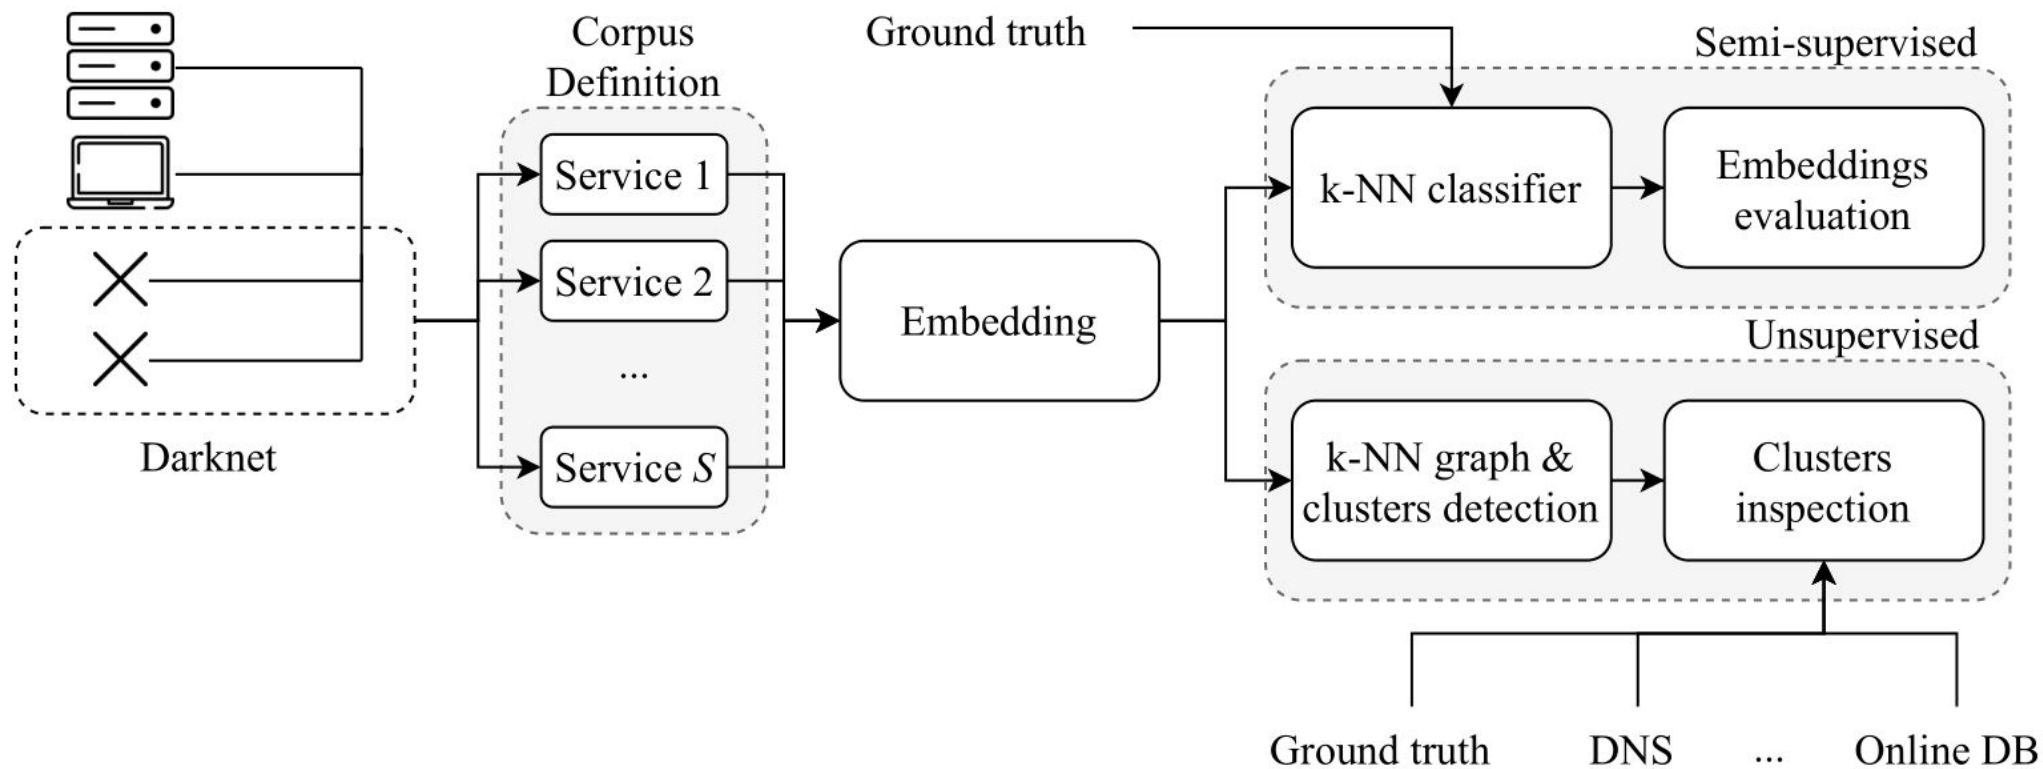 Darknet
Corpus
Definition
Service 1
Service 2
...
Service S
Embedding
Ground truth
Semi-supervised
k-NN classifier
Embeddings
evaluation
Unsupervised
k-NN graph &
clusters detection
Clusters
inspection
Ground truth
DNS
...
Online DB